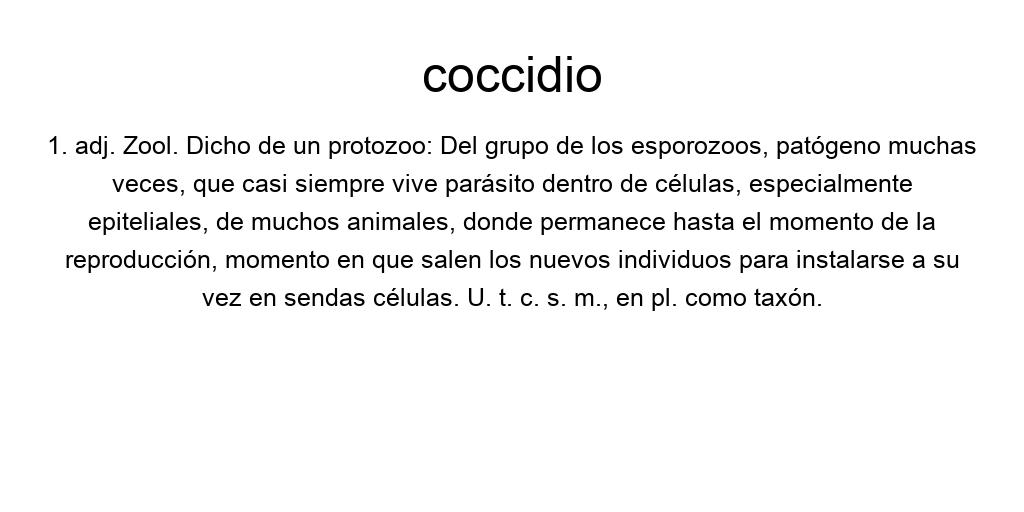 coccidio
1. adj. Zool. Dicho de un protozoo: Del grupo de los esporozoos, patógeno muchas
veces, que casi siempre vive parásito dentro de células, especialmente
epiteliales, de muchos animales, donde permanece hasta el momento de la
reproducción, momento en que salen los nuevos individuos para instalarse a su
vez en sendas células. U. t. c. s. m., en pl. como taxón.